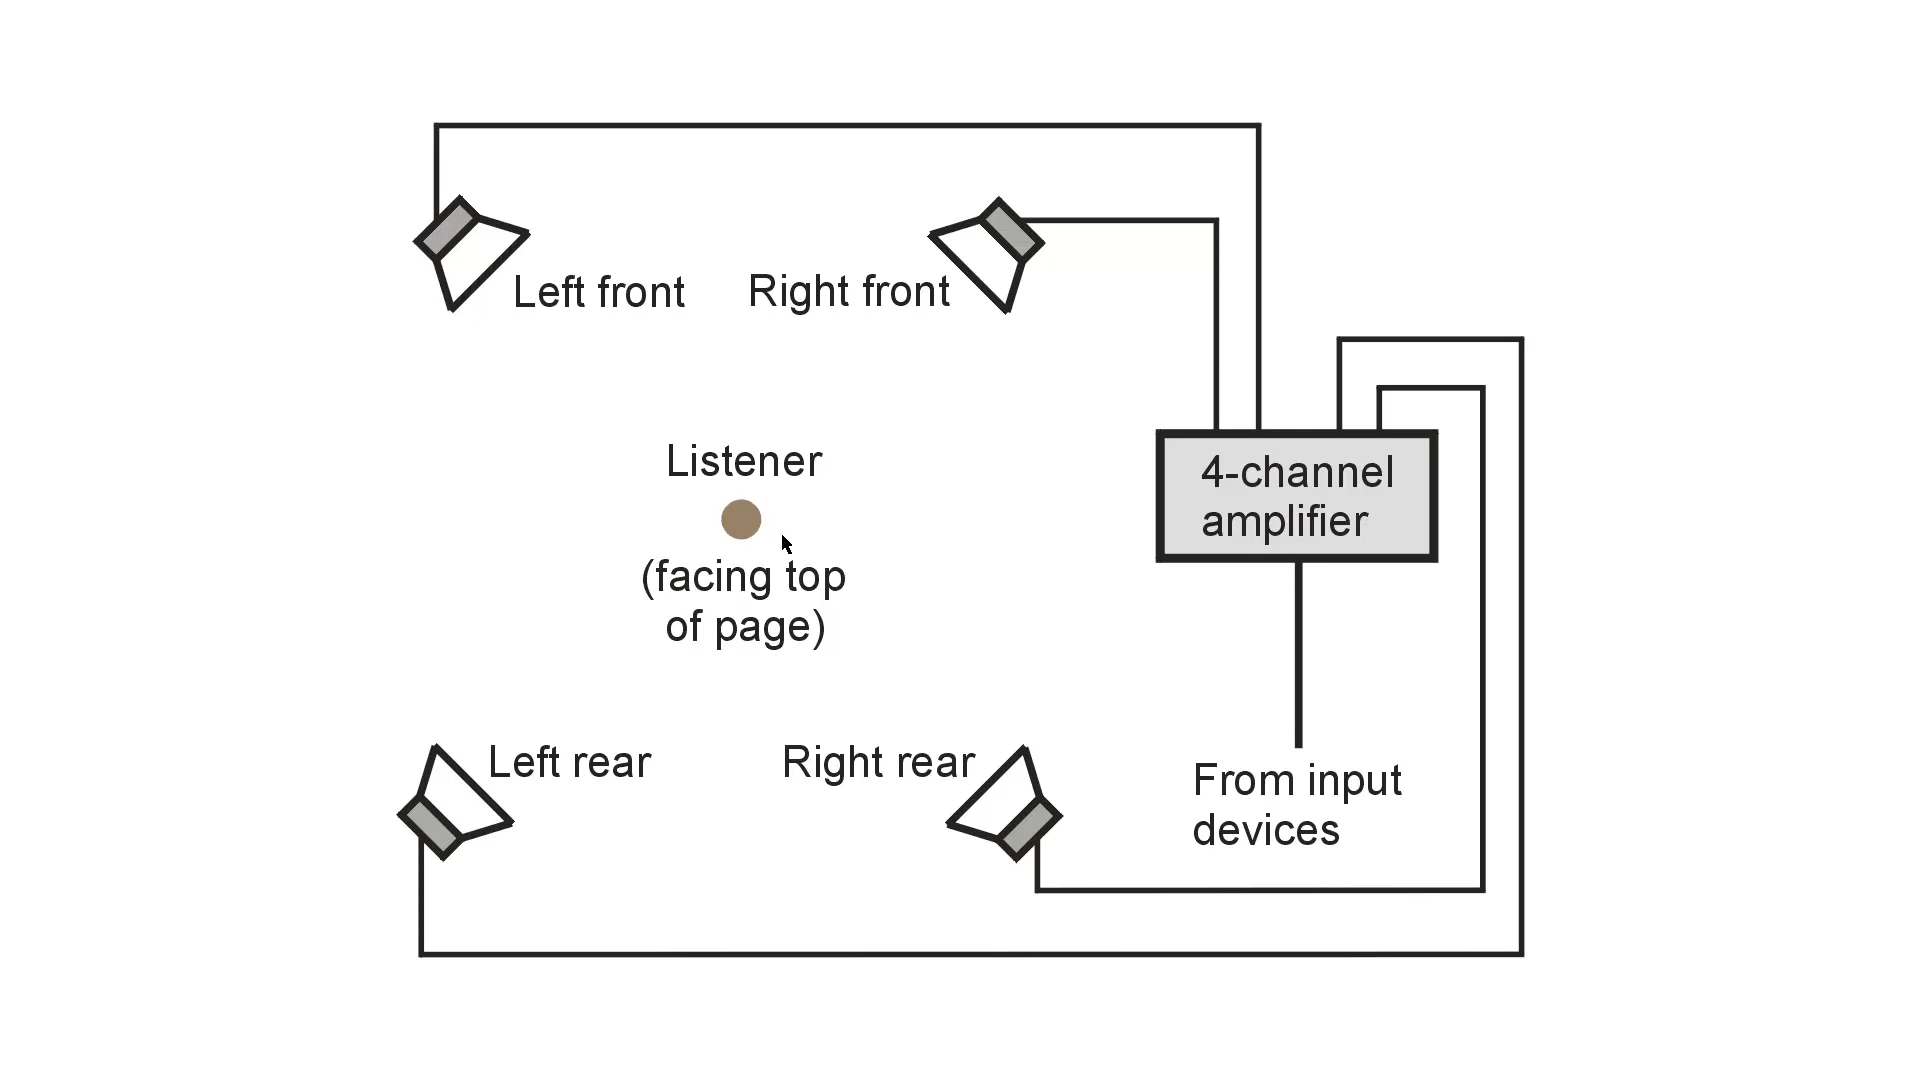 Left front
Right front
Listener
(facing top
of page)
4-channel
amplifier
Left rear
Right rear
From input
devices